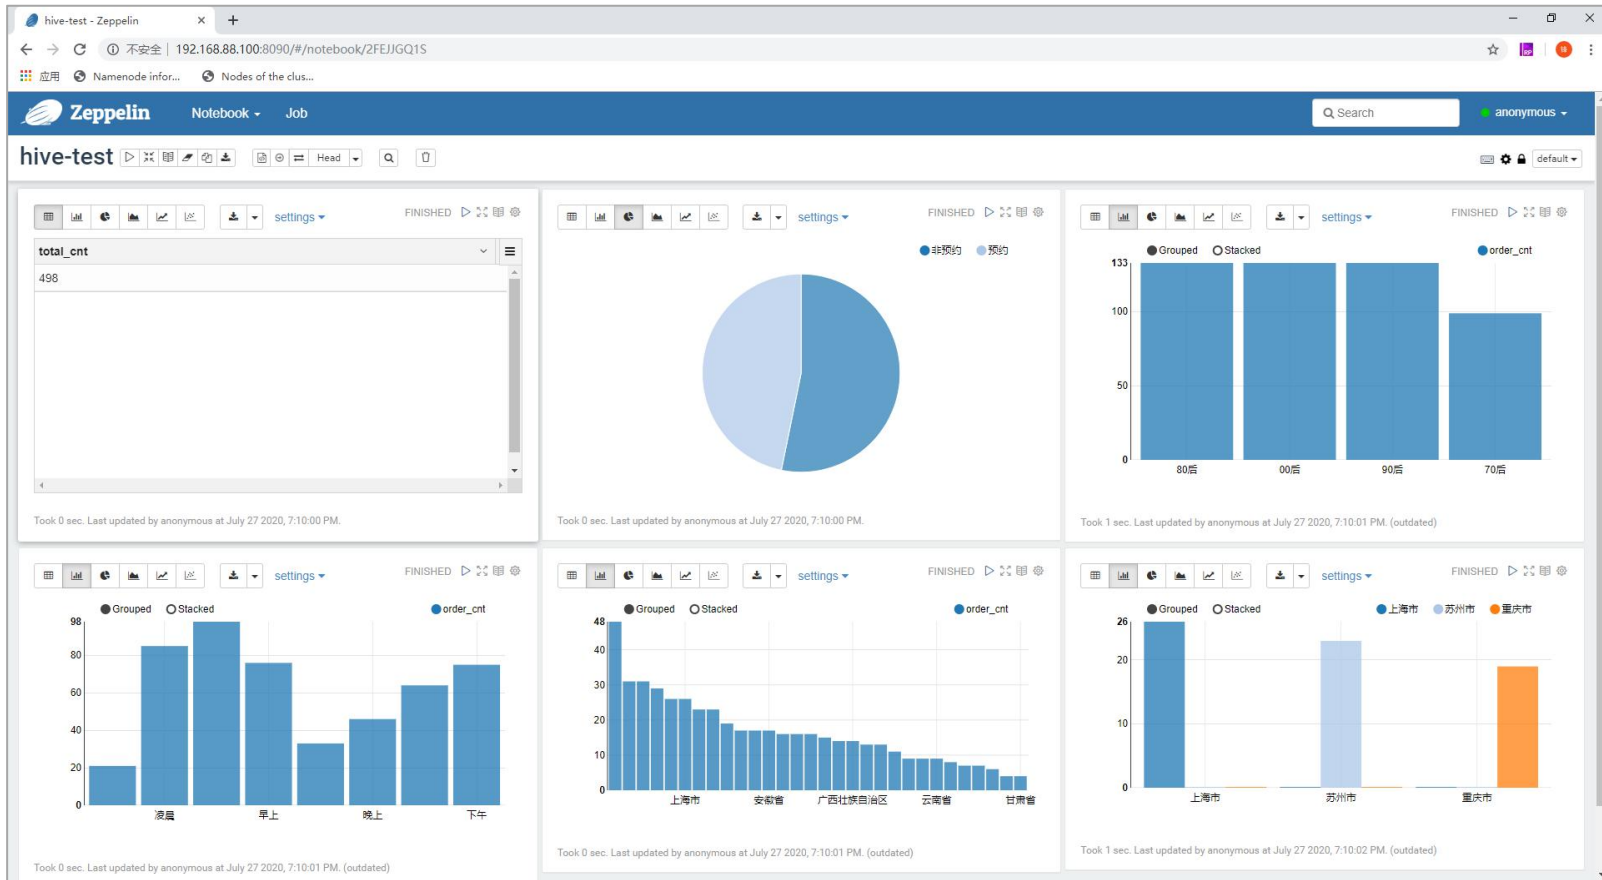 hive-test - Zeppelin
不安全 | 192.168.88.100:8090/#/notebook/2FEJJGQ1S
应用 Namenode infor... Nodes of the clus...
Zeppelin Notebook Job Search anonymous
hive-test Head default
settings FINISHED
total_cnt
498
Took 0 sec. Last updated by anonymous at July 27 2020, 7:10:00 PM.
settings FINISHED
非预约 预约
Took 0 sec. Last updated by anonymous at July 27 2020, 7:10:00 PM.
settings FINISHED
Grouped Stacked order_cnt
133
100
50
0
80后 00后 90后 70后
Took 1 sec. Last updated by anonymous at July 27 2020, 7:10:01 PM. (outdated)
settings FINISHED
Grouped Stacked order_cnt
98
80
60
40
20
0
凌晨 早上 晚上 下午
Took 0 sec. Last updated by anonymous at July 27 2020, 7:10:01 PM. (outdated)
settings FINISHED
Grouped Stacked order_cnt
48
40
30
20
10
0
上海市 安徽省 广西壮族自治区 云南省 甘肃省
Took 0 sec. Last updated by anonymous at July 27 2020, 7:10:01 PM. (outdated)
settings FINISHED
Grouped Stacked 上海市 苏州市 重庆市
26
20
10
0
上海市 苏州市 重庆市
Took 1 sec. Last updated by anonymous at July 27 2020, 7:10:02 PM. (outdated)